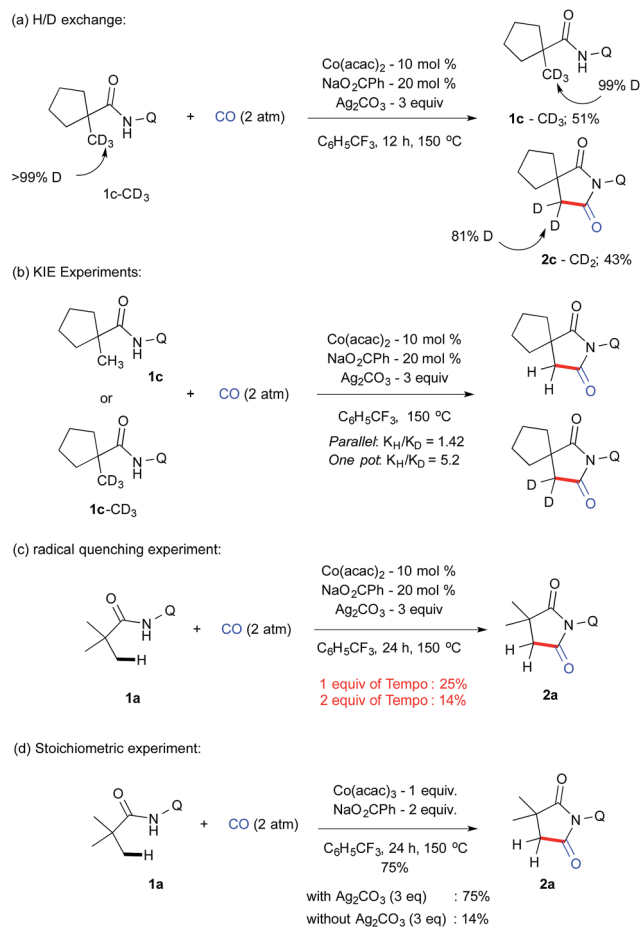 (a) H/D exchange:
O
N
H
Q
CD3
>99% D
1c-CD3
+
CO (2 atm)
Co(acac)2 - 10 mol %
NaO2CPh - 20 mol %
Ag2CO3 - 3 equiv
C6H5CF3, 12 h, 150 ºC
O
N
H
Q
CD3
99% D
1c - CD3; 51%
O
N
Q
D
D
O
81% D
2c - CD2; 43%
(b) KIE Experiments:
O
N
H
Q
CH3
1c
or
O
N
H
Q
CD3
1c-CD3
+
CO (2 atm)
Co(acac)2 - 10 mol %
NaO2CPh - 20 mol %
Ag2CO3 - 3 equiv
C6H5CF3, 150 ºC
Parallel: KH/KD = 1.42
One pot: KH/KD = 5.2
O
N
Q
H
H
O
O
N
Q
D
D
O
(c) radical quenching experiment:
O
Q
N
H
H
1a
+
CO (2 atm)
Co(acac)2 - 10 mol %
NaO2CPh - 20 mol %
Ag2CO3 - 3 equiv
C6H5CF3, 24 h, 150 ºC
1 equiv of Tempo : 25%
2 equiv of Tempo : 14%
O
N
Q
H
H
O
2a
(d) Stoichiometric experiment:
O
Q
N
H
H
1a
+
CO (2 atm)
Co(acac)3 - 1 equiv.
NaO2CPh - 2 equiv.
C6H5CF3, 24 h, 150 ºC
75%
with Ag2CO3 (3 eq) : 75%
without Ag2CO3 (3 eq) : 14%
O
N
Q
H
H
O
2a